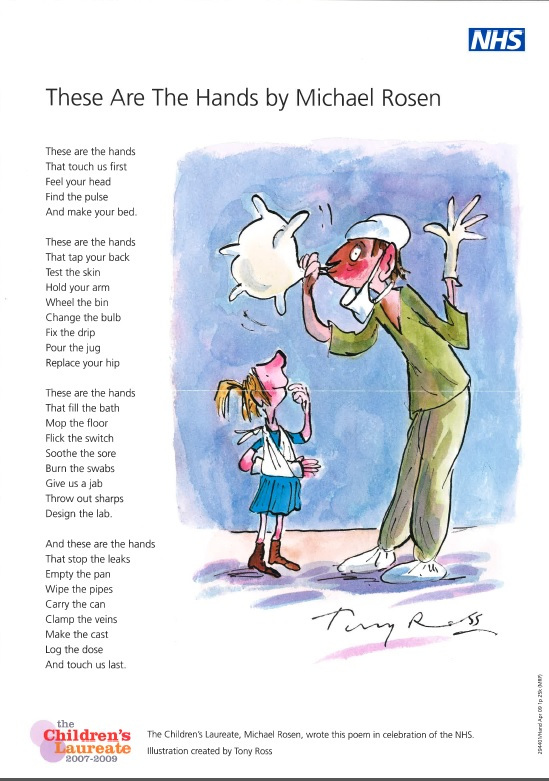 NHS
These Are The Hands by Michael Rosen
These are the hands
That touch us first
Feel your head
Find the pulse
And make your bed.
These are the hands
That tap your back
Test the skin
Hold your arm
Wheel the bin
Change the bulb
Fix the drip
Pour the jug
Replace your hip
These are the hands
That fill the bath
Mop the floor
Flick the switch
Soothe the sore
Burn the swabs
Give us a jab
Throw out sharps
Design the lab.
And these are the hands
That stop the leaks
Empty the pan
Wipe the pipes
Carry the can
Clamp the veins
Make the cast
Log the dose
And touch us last.
Tony Ross
the
Children's
Laureate
2007-2009
The Children's Laureate, Michael Rosen, wrote this poem in celebration of the NHS.
Illustration created by Tony Ross